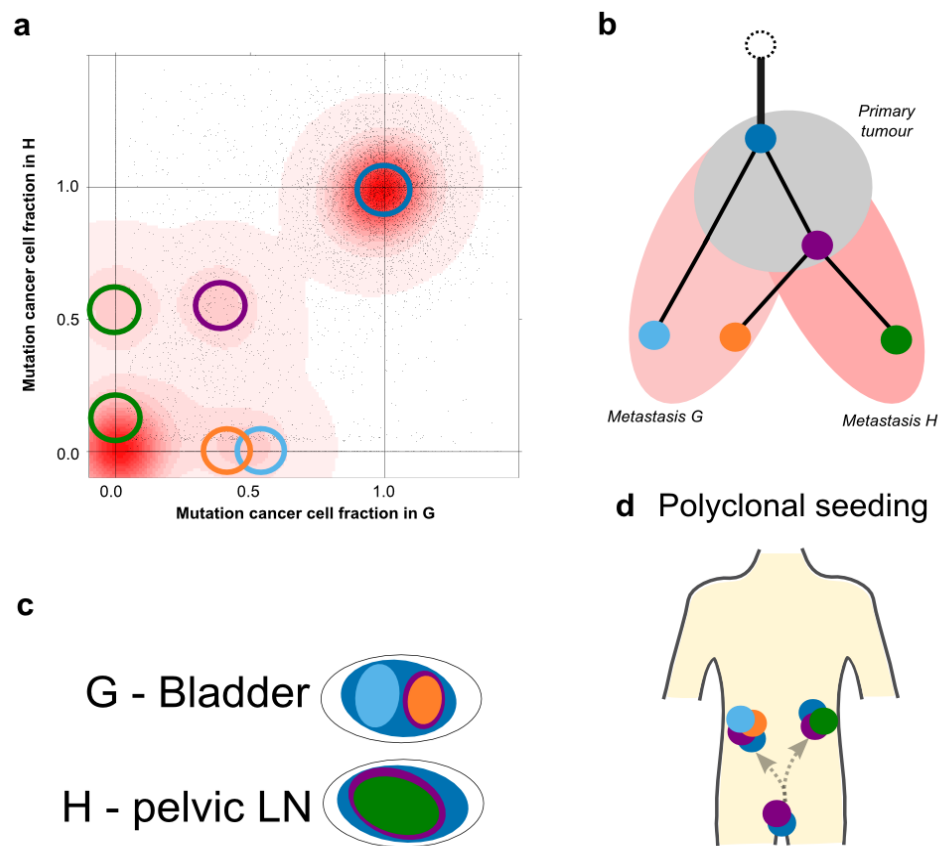 a
Mutation cancer cell fraction in H
1.0
0.5
0.0
0.0
0.5
1.0
Mutation cancer cell fraction in G
b
Primary
tumour
Metastasis G
Metastasis H
c
G - Bladder
H - pelvic LN
d Polyclonal seeding